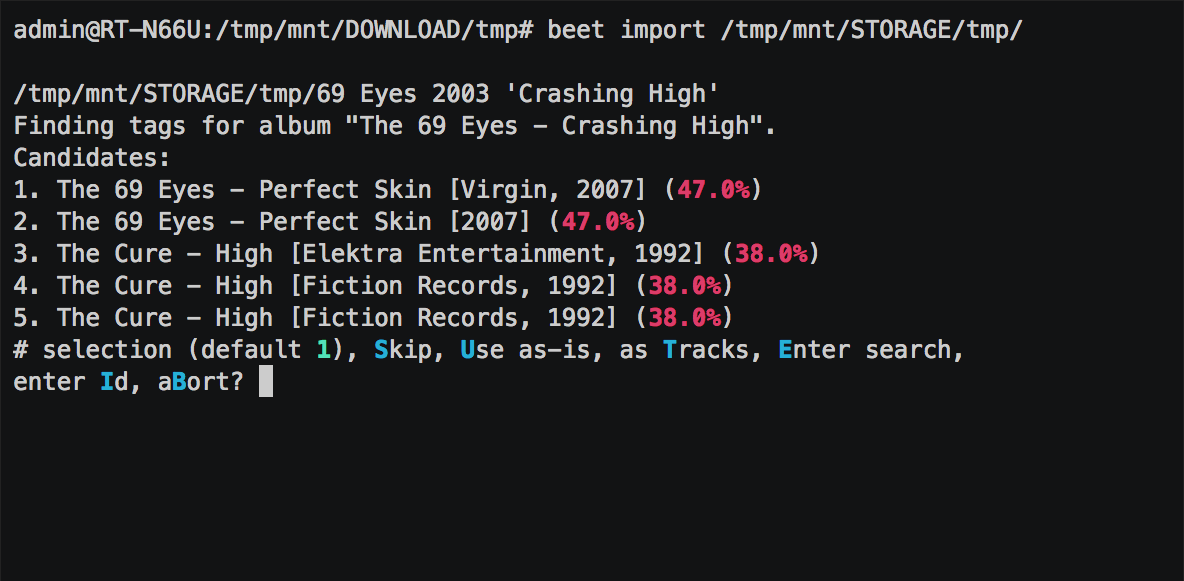 admin@RT-N66U:/tmp/mnt/DOWNLOAD/tmp# beet import /tmp/mnt/STORAGE/tmp/
/tmp/mnt/STORAGE/tmp/69 Eyes 2003 'Crashing High'
Finding tags for album "The 69 Eyes - Crashing High".
Candidates:
1. The 69 Eyes - Perfect Skin [Virgin, 2007] (47.0%)
2. The 69 Eyes - Perfect Skin [2007] (47.0%)
3. The Cure - High [Elektra Entertainment, 1992] (38.0%)
4. The Cure - High [Fiction Records, 1992] (38.0%)
5. The Cure - High [Fiction Records, 1992] (38.0%)
# selection (default 1), Skip, Use as-is, as Tracks, Enter search,
enter Id, aBort?